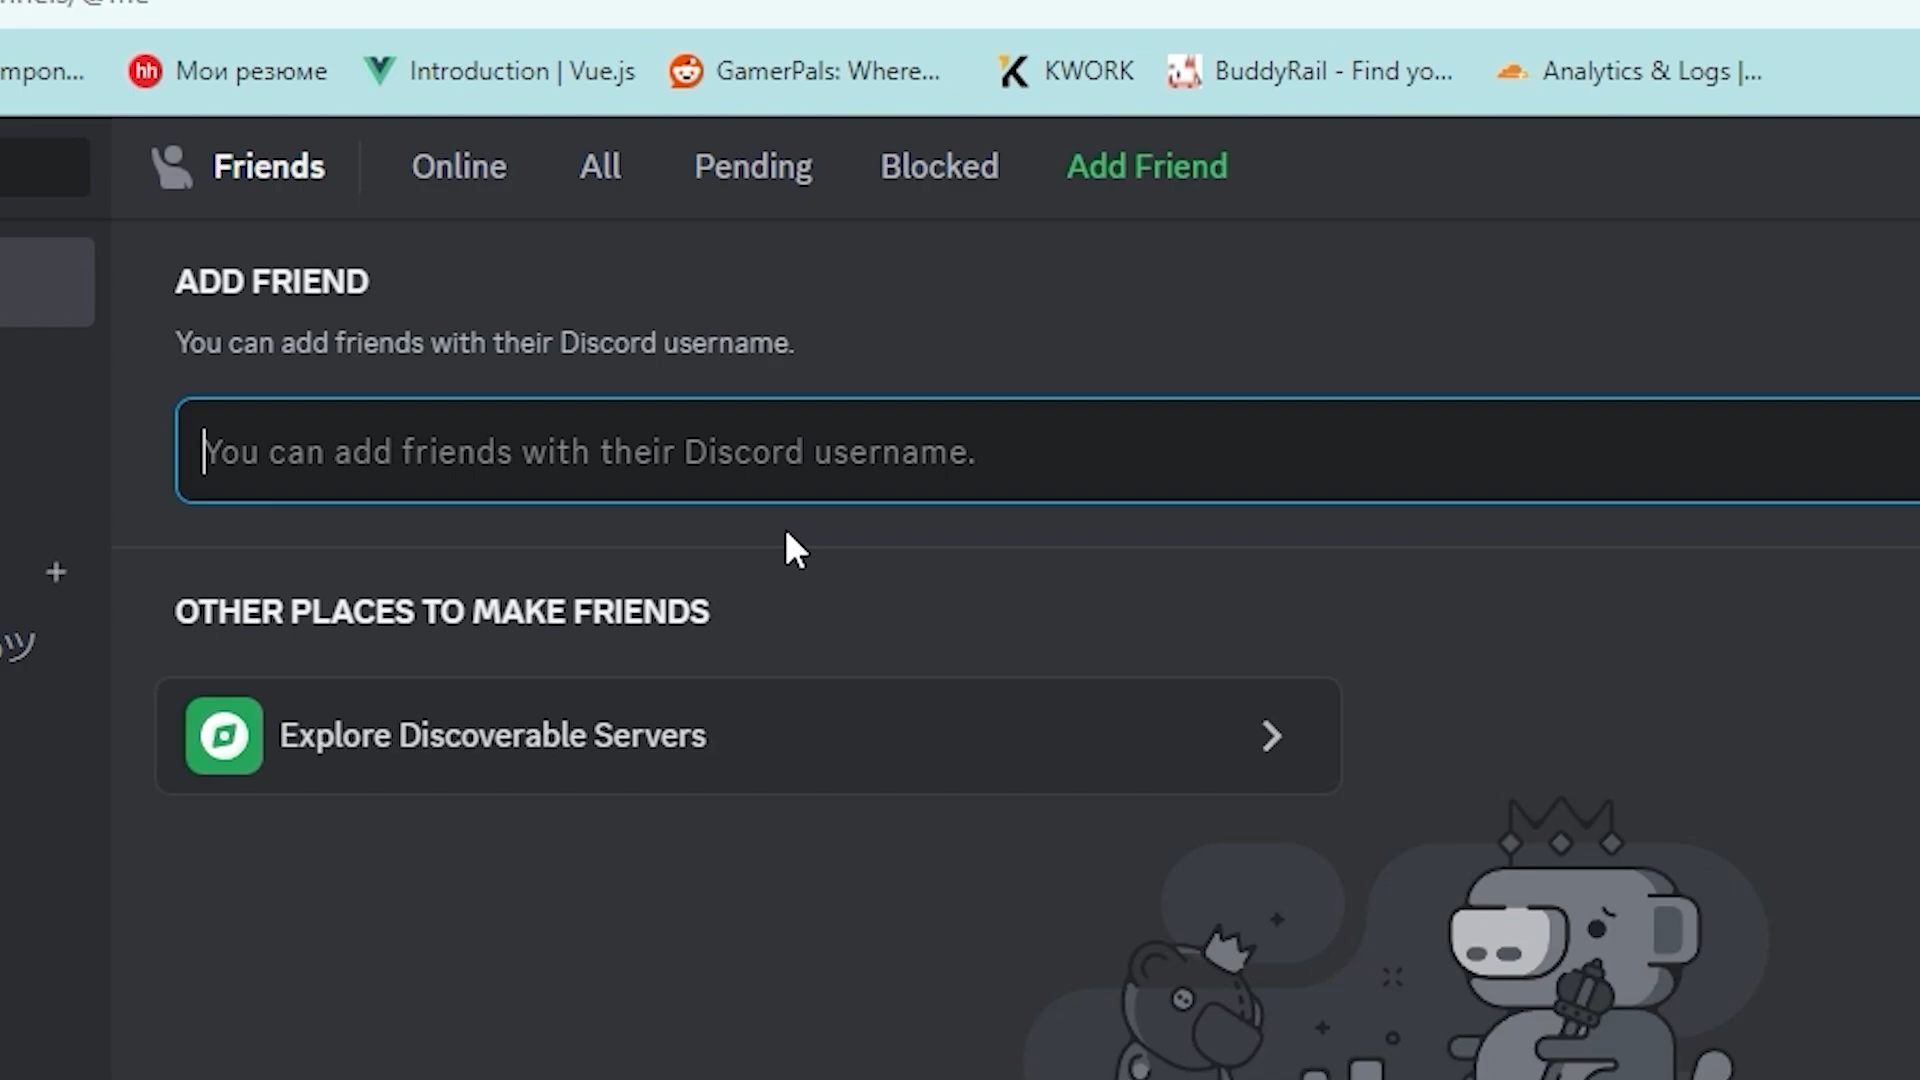 mpon... hh Мои резюме Introduction | Vue.js GamerPals: Where... KWORK BuddyRail - Find yo... Analytics & Logs |...
Friends Online All Pending Blocked Add Friend
ADD FRIEND
You can add friends with their Discord username.
You can add friends with their Discord username.
+
OTHER PLACES TO MAKE FRIENDS
ツ
Explore Discoverable Servers